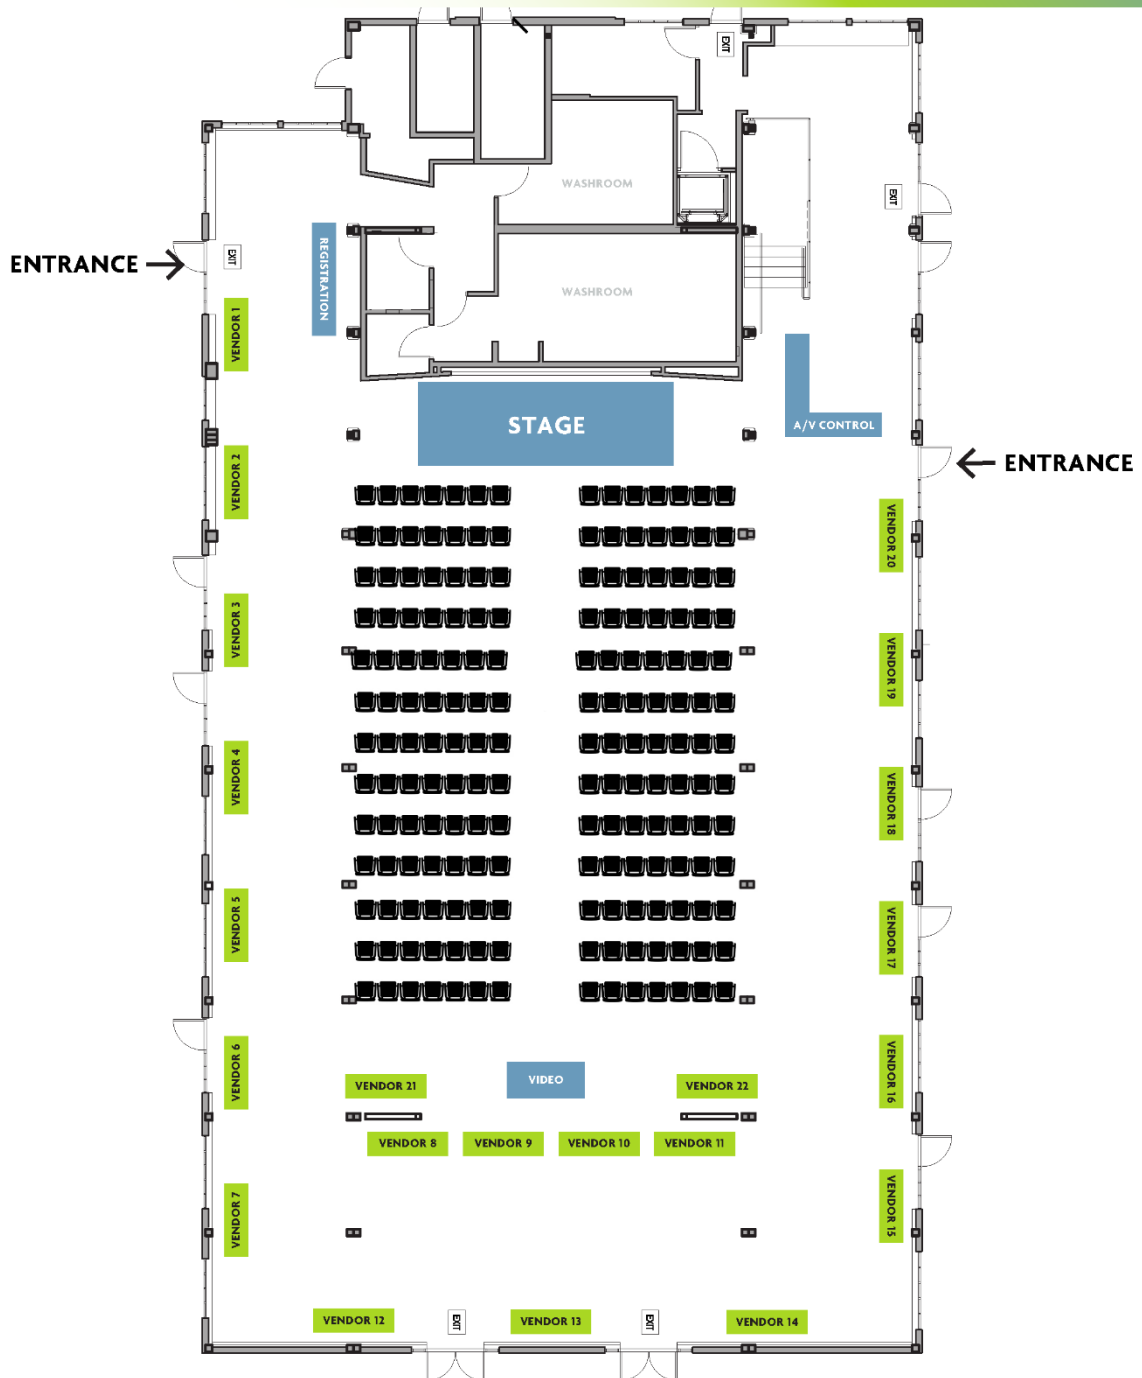 EXIT
WASHROOM
EXIT
ENTRANCE
EXIT
REGISTRATION
WASHROOM
VENDOR 1
STAGE
A/V CONTROL
ENTRANCE
VENDOR 2
VENDOR 20
VENDOR 3
VENDOR 19
VENDOR 4
VENDOR 18
VENDOR 5
VENDOR 17
VENDOR 6
VENDOR 16
VENDOR 21
VIDEO
VENDOR 22
VENDOR 8
VENDOR 9
VENDOR 10
VENDOR 11
VENDOR 7
VENDOR 15
VENDOR 12
EXIT
VENDOR 13
EXIT
VENDOR 14